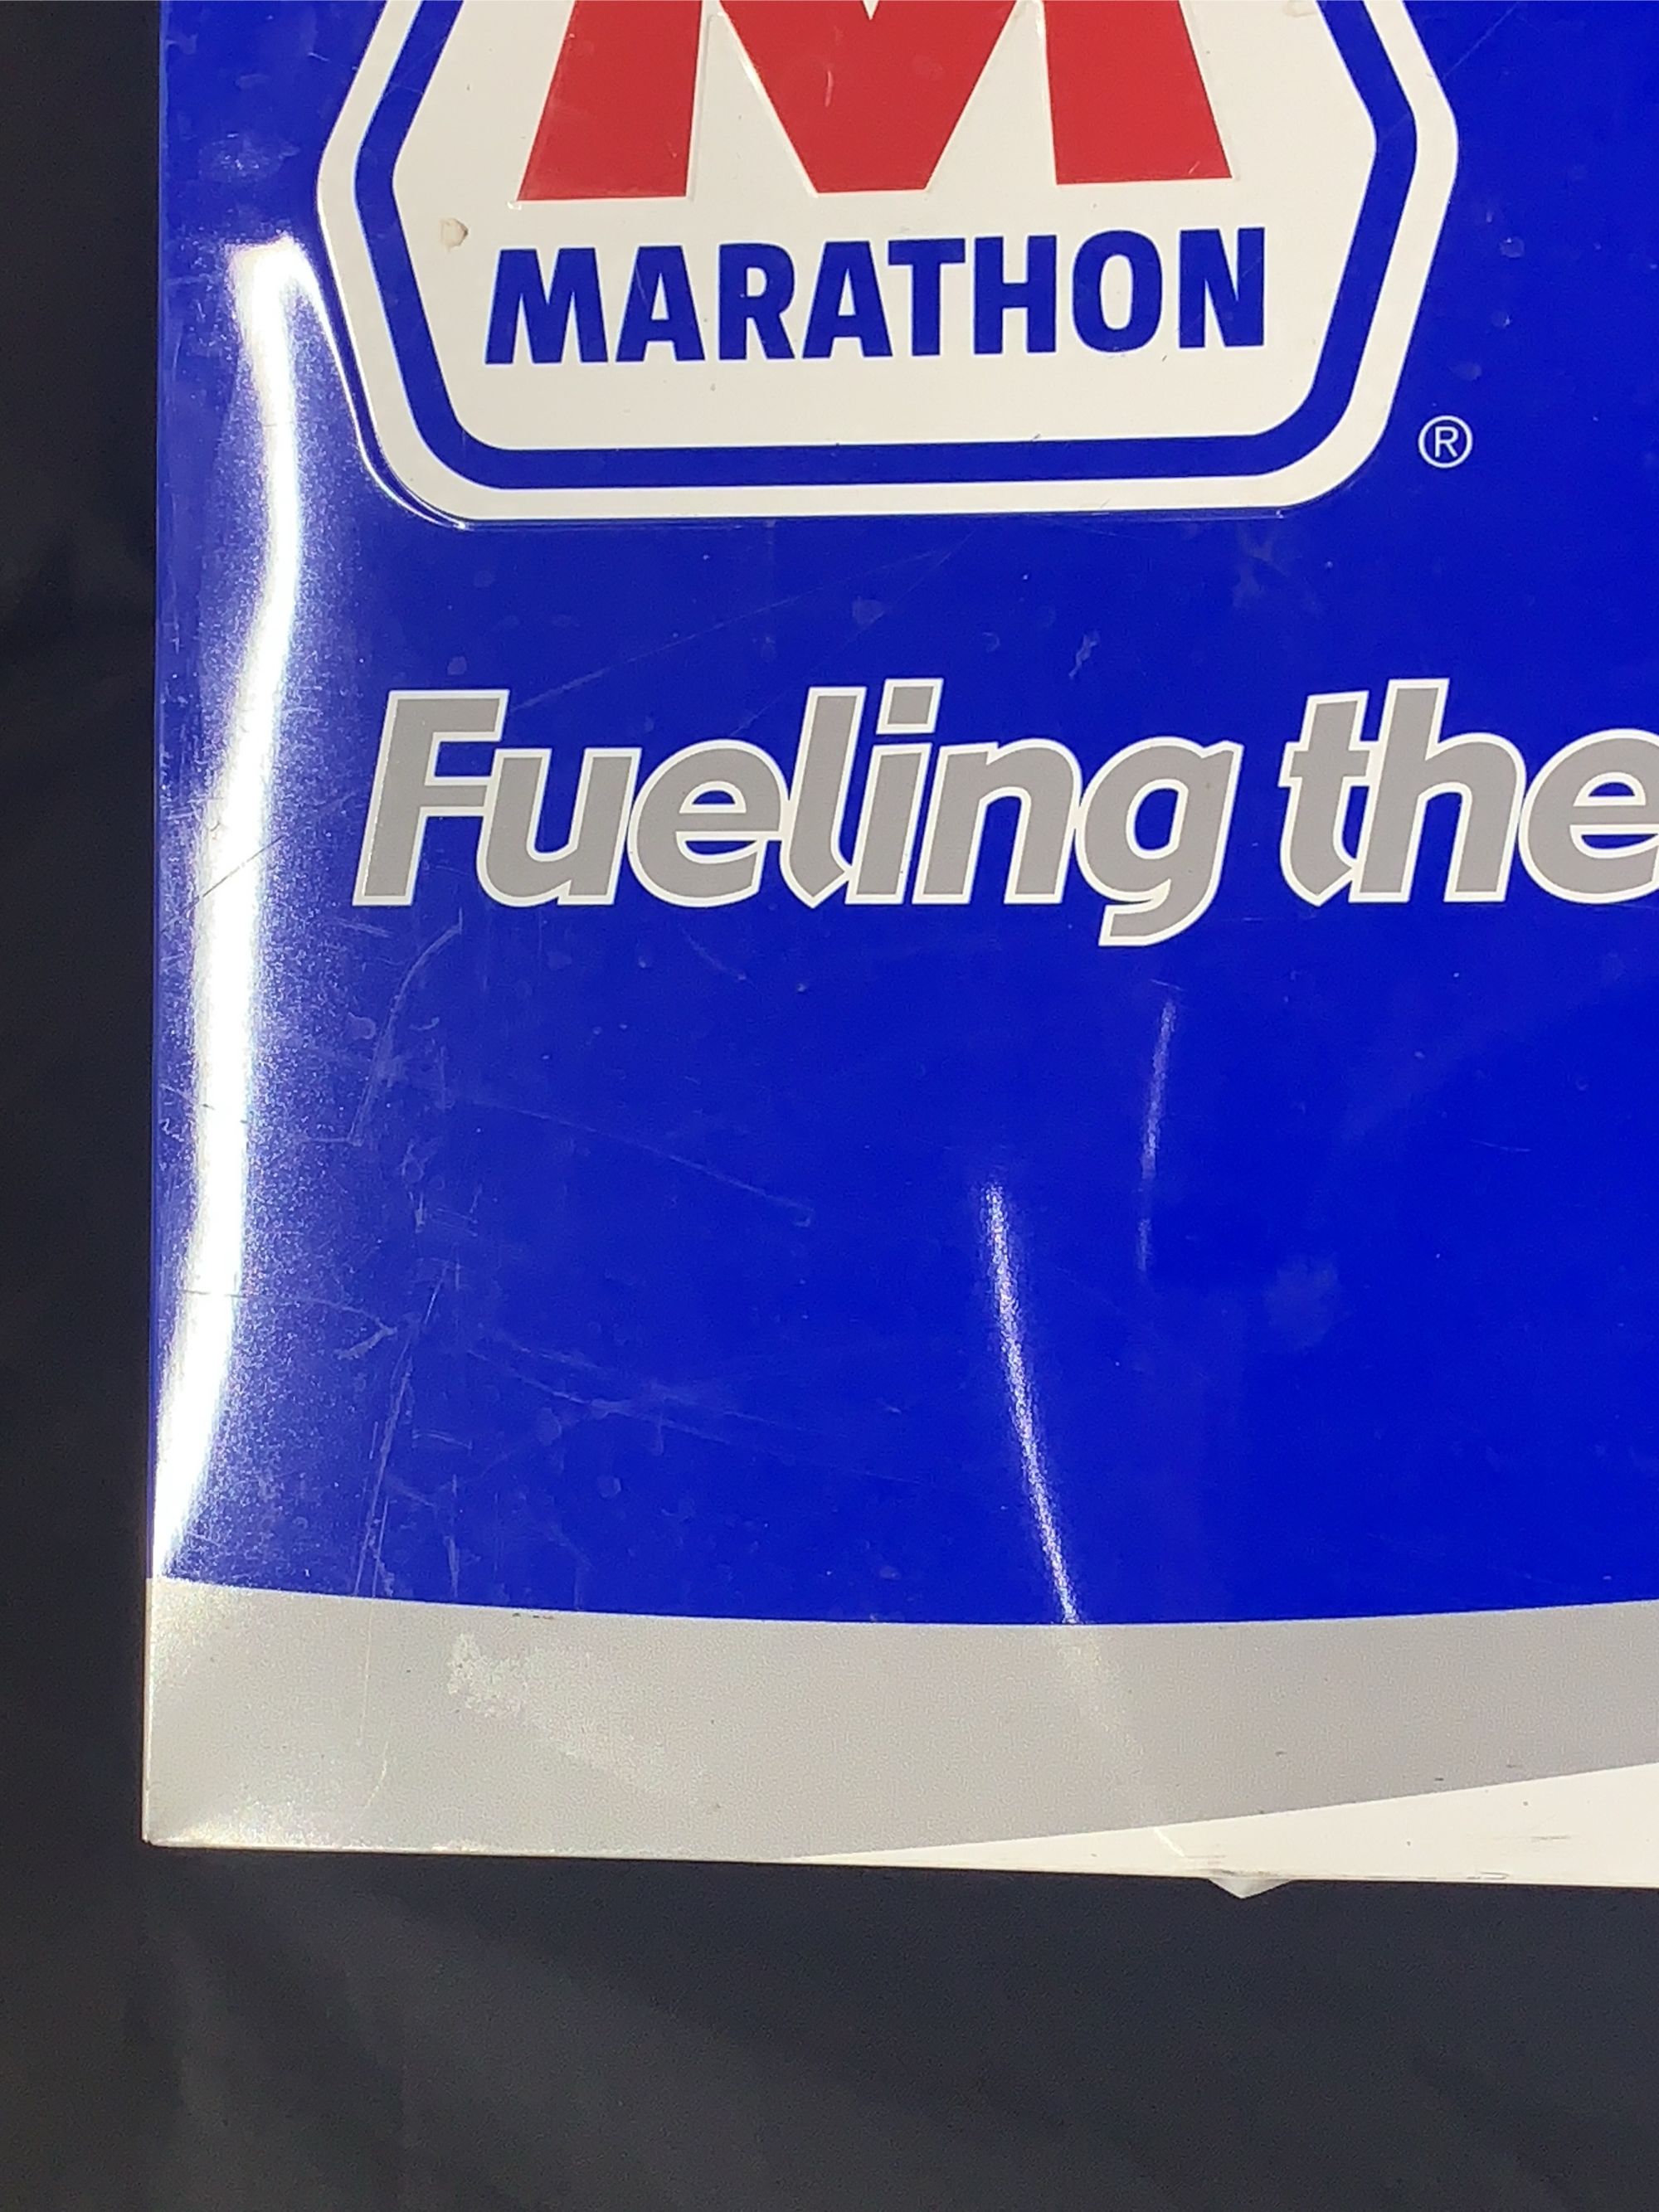 M
MARATHON
®
Fueling the